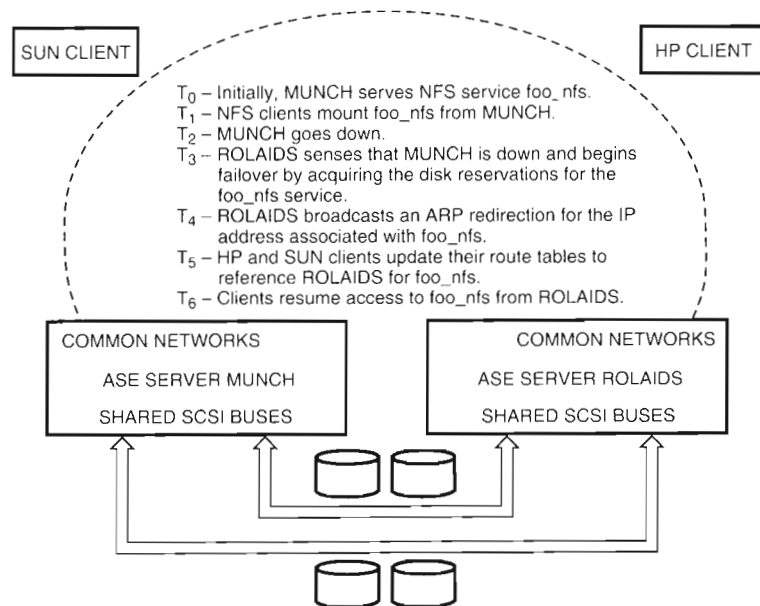 SUN CLIENT
HP CLIENT
T0 – Initially, MUNCH serves NFS service foo_nfs.
T1 – NFS clients mount foo_nfs from MUNCH.
T2 – MUNCH goes down.
T3 – ROLAIDS senses that MUNCH is down and begins
failover by acquiring the disk reservations for the
foo_nfs service.
T4 – ROLAIDS broadcasts an ARP redirection for the IP
address associated with foo_nfs.
T5 – HP and SUN clients update their route tables to
reference ROLAIDS for foo_nfs.
T6 – Clients resume access to foo_nfs from ROLAIDS.
COMMON NETWORKS
ASE SERVER MUNCH
SHARED SCSI BUSES
COMMON NETWORKS
ASE SERVER ROLAIDS
SHARED SCSI BUSES